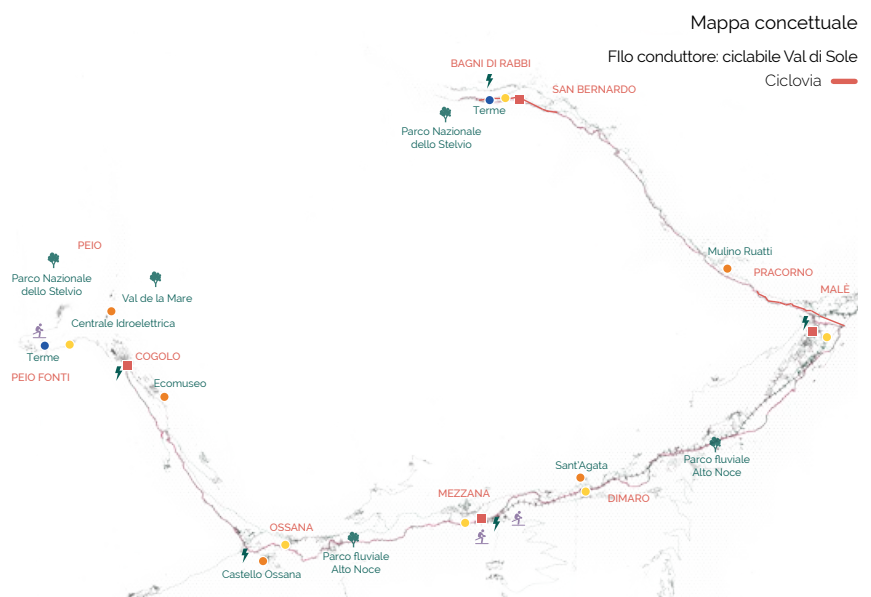 Mappa concettuale
FIlo conduttore: ciclabile Val di Sole
Ciclovia
BAGNI DI RABBI
SAN BERNARDO
Terme
Parco Nazionale
dello Stelvio
PEIO
Parco Nazionale
dello Stelvio
Val de la Mare
Centrale Idroelettrica
Terme
PEIO FONTI
COGOLO
Ecomuseo
Mulino Ruatti
PRACORNO
MALÈ
Parco fluviale
Alto Noce
Sant'Agata
DIMARO
MEZZANA
OSSANA
Parco fluviale
Alto Noce
Castello Ossana